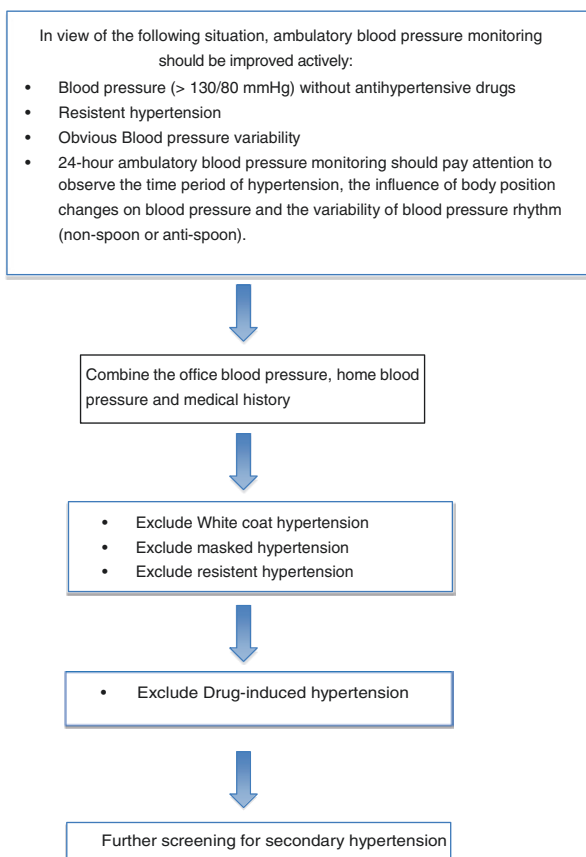 In view of the following situation, ambulatory blood pressure monitoring
should be improved actively:
• Blood pressure (> 130/80 mmHg) without antihypertensive drugs
• Resistent hypertension
• Obvious Blood pressure variability
• 24-hour ambulatory blood pressure monitoring should pay attention to
observe the time period of hypertension, the influence of body position
changes on blood pressure and the variability of blood pressure rhythm
(non-spoon or anti-spoon).
Combine the office blood pressure, home blood
pressure and medical history
• Exclude White coat hypertension
• Exclude masked hypertension
• Exclude resistent hypertension
• Exclude Drug-induced hypertension
Further screening for secondary hypertension